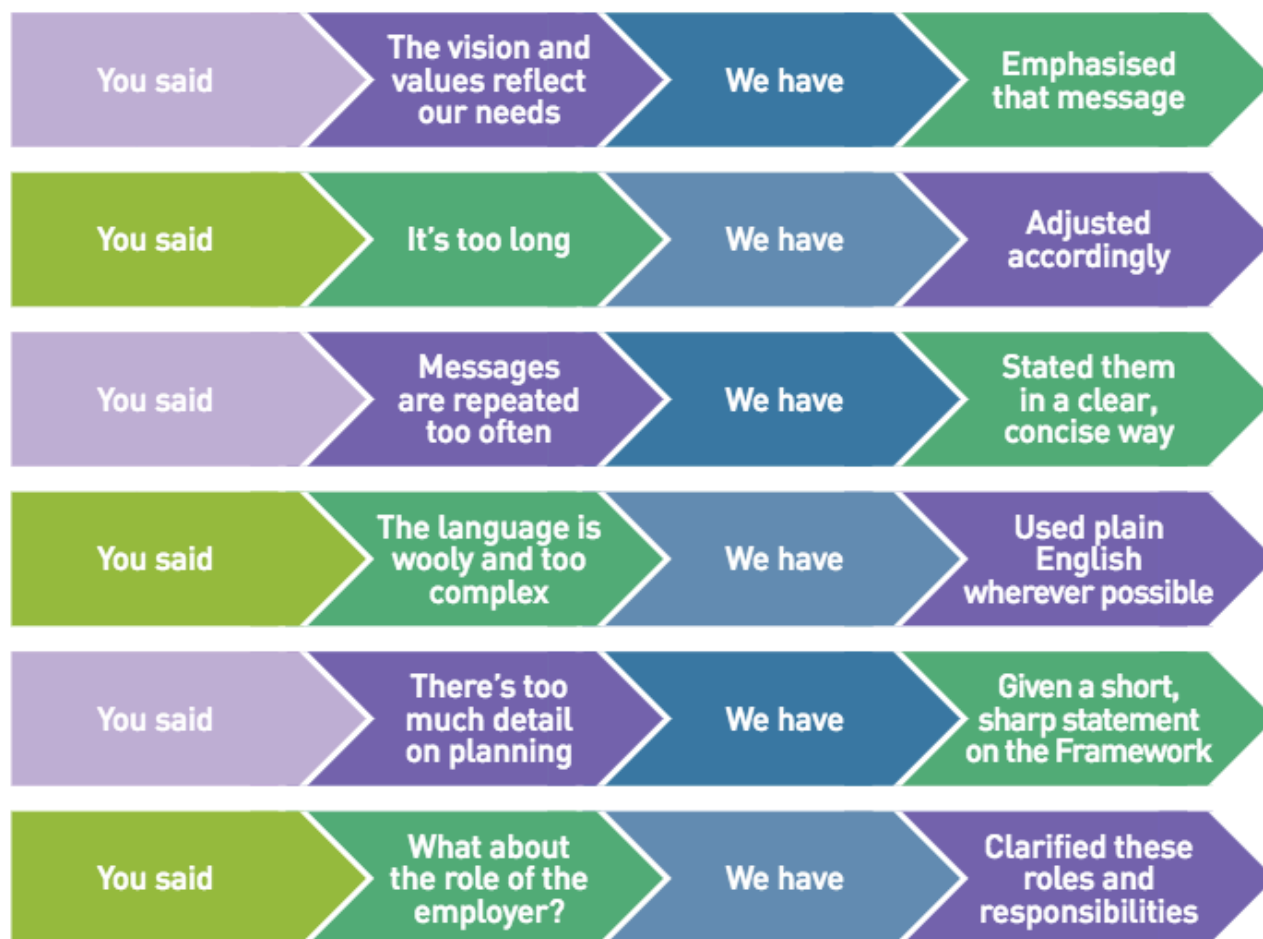 You said
The vision and
values reflect
our needs
We have
Emphasised
that message
You said
It's too long
We have
Adjusted
accordingly
You said
Messages
are repeated
too often
We have
Stated them
in a clear,
concise way
You said
The language is
wooly and too
complex
We have
Used plain
English
wherever possible
You said
There's too
much detail
on planning
We have
Given a short,
sharp statement
on the Framework
You said
What about
the role of the
employer?
We have
Clarified these
roles and
responsibilities